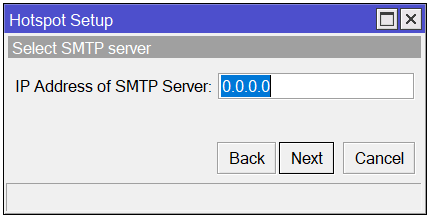 Hotspot Setup
Select SMTP server
IP Address of SMTP Server: 0.0.0.0
Back Next Cancel